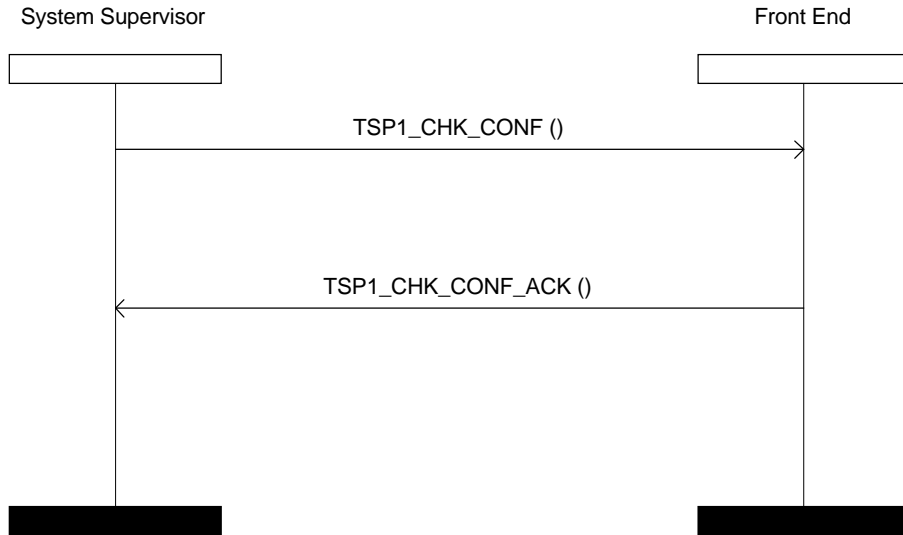 System Supervisor
Front End
TSP1_CHK_CONF ()
TSP1_CHK_CONF_ACK ()